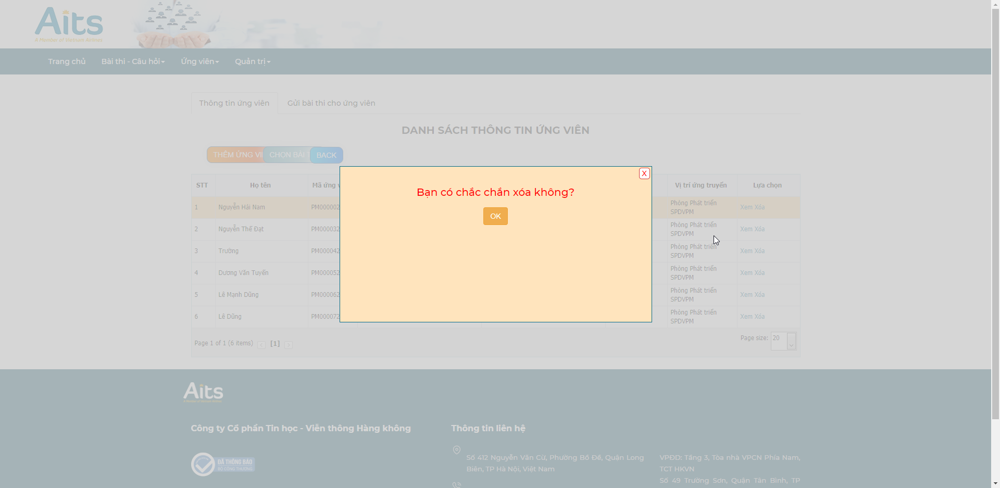 Aits
A Member of Vietnam Airlines
Trang chủ
Bài thi - Câu hỏi
Ứng viên
Quản trị
Thông tin ứng viên
Gửi bài thi cho ứng viên
DANH SÁCH THÔNG TIN ỨNG VIÊN
THÊM ỨNG VI
CHỌN BÀI T
BACK
X
Bạn có chắc chắn xóa không?
OK
STT Họ tên Mã ứng v Vị trí ứng truyển Lựa chọn
1 Nguyễn Hải Nam PM000002 Phòng Phát triển SPDVPM Xem Xóa
2 Nguyễn Thế Đạt PM000032 Phòng Phát triển SPDVPM Xem Xóa
3 Trường PM000042 Phòng Phát triển SPDVPM Xem Xóa
4 Dương Văn Tuyến PM000052 Phòng Phát triển SPDVPM Xem Xóa
5 Lê Mạnh Dũng PM000062 Phòng Phát triển SPDVPM Xem Xóa
6 Lê Dũng PM000072 Phòng Phát triển SPDVPM Xem Xóa
Page 1 of 1 (6 items) [1]
Page size: 20
Aits
A Member of Vietnam Airlines
Công ty Cổ phần Tin học - Viễn thông Hàng không
ĐÃ THÔNG BÁO
BỘ CÔNG THƯƠNG
Thông tin liên hệ
Số 412 Nguyễn Văn Cừ, Phường Bồ Đề, Quận Long
Biên, TP Hà Nội, Việt Nam
VPĐD: Tầng 3, Tòa nhà VPCN Phía Nam,
TCT HKVN
Số 49 Trường Sơn, Quận Tân Bình, TP